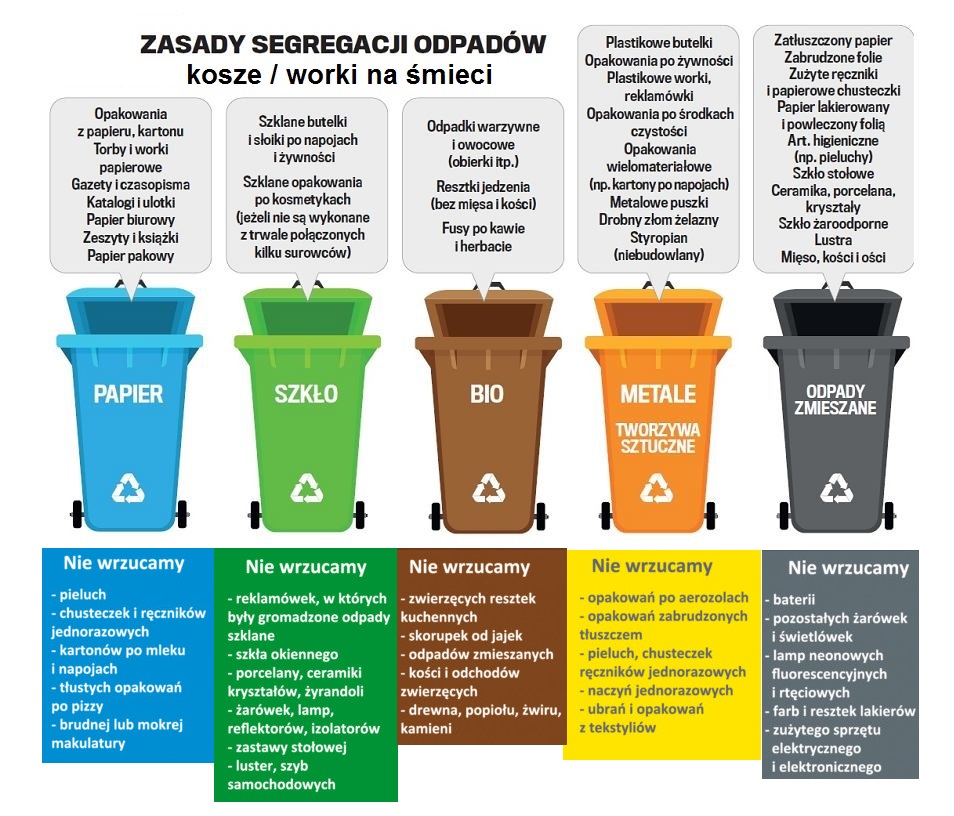 ZASADY SEGREGACJI ODPADÓW
kosze / worki na śmieci
Opakowania
z papieru, kartonu
Torby i worki
papierowe
Gazety i czasopisma
Katalogi i ulotki
Papier biurowy
Zeszyty i książki
Papier pakowy
Szklane butelki
i słoiki po napojach
i żywności
Szklane opakowania
po kosmetykach
(jeżeli nie są wykonane
z trwale połączonych
kilku surowców)
Odpadki warzywne
i owocowe
(obierki itp.)
Resztki jedzenia
(bez mięsa i kości)
Fusy po kawie
i herbacie
Plastikowe butelki
Opakowania po żywności
Plastikowe worki,
reklamówki
Opakowania po środkach
czystości
Opakowania
wielomateriałowe
(np. kartony po napojach)
Metalowe puszki
Drobny złom żelazny
Styropian
(niebudowlany)
Zatłuszczony papier
Zabrudzone folie
Zużyte ręczniki
i papierowe chusteczki
Papier lakierowany
i powleczony folią
Art. higieniczne
(np. pieluchy)
Szkło stołowe
Ceramika, porcelana,
kryształy
Szkło żaroodporne
Lustra
Mięso, kości i ości
PAPIER
SZKŁO
BIO
METALE
TWORZYWA
SZTUCZNE
ODPADY
ZMIESZANE
Nie wrzucamy
- pieluch
- chusteczek i ręczników
jednorazowych
- kartonów po mleku
i napojach
- tłustych opakowań
po pizzy
- brudnej lub mokrej
makulatury
Nie wrzucamy
- reklamówek, w których
były gromadzone odpady
szklane
- szkła okiennego
- porcelany, ceramiki
kryształów, żyrandoli
- żarówek, lamp,
reflektorów, izolatorów
- zastawy stołowej
- luster, szyb
samochodowych
Nie wrzucamy
- zwierzęcych resztek
kuchennych
- skorupek od jajek
- odpadów zmieszanych
- kości i odchodów
zwierzęcych
- drewna, popiołu, żwiru,
kamieni
Nie wrzucamy
- opakowań po aerozolach
- opakowań zabrudzonych
tłuszczem
- pieluch, chusteczek
ręczników jednorazowych
- naczyń jednorazowych
- ubrań i opakowań
z tekstyliów
Nie wrzucamy
- baterii
- pozostałych żarówek
i świetlówek
- lamp neonowych
fluorescencyjnych
i rtęciowych
- farb i resztek lakierów
- zużytego sprzętu
elektrycznego
i elektronicznego